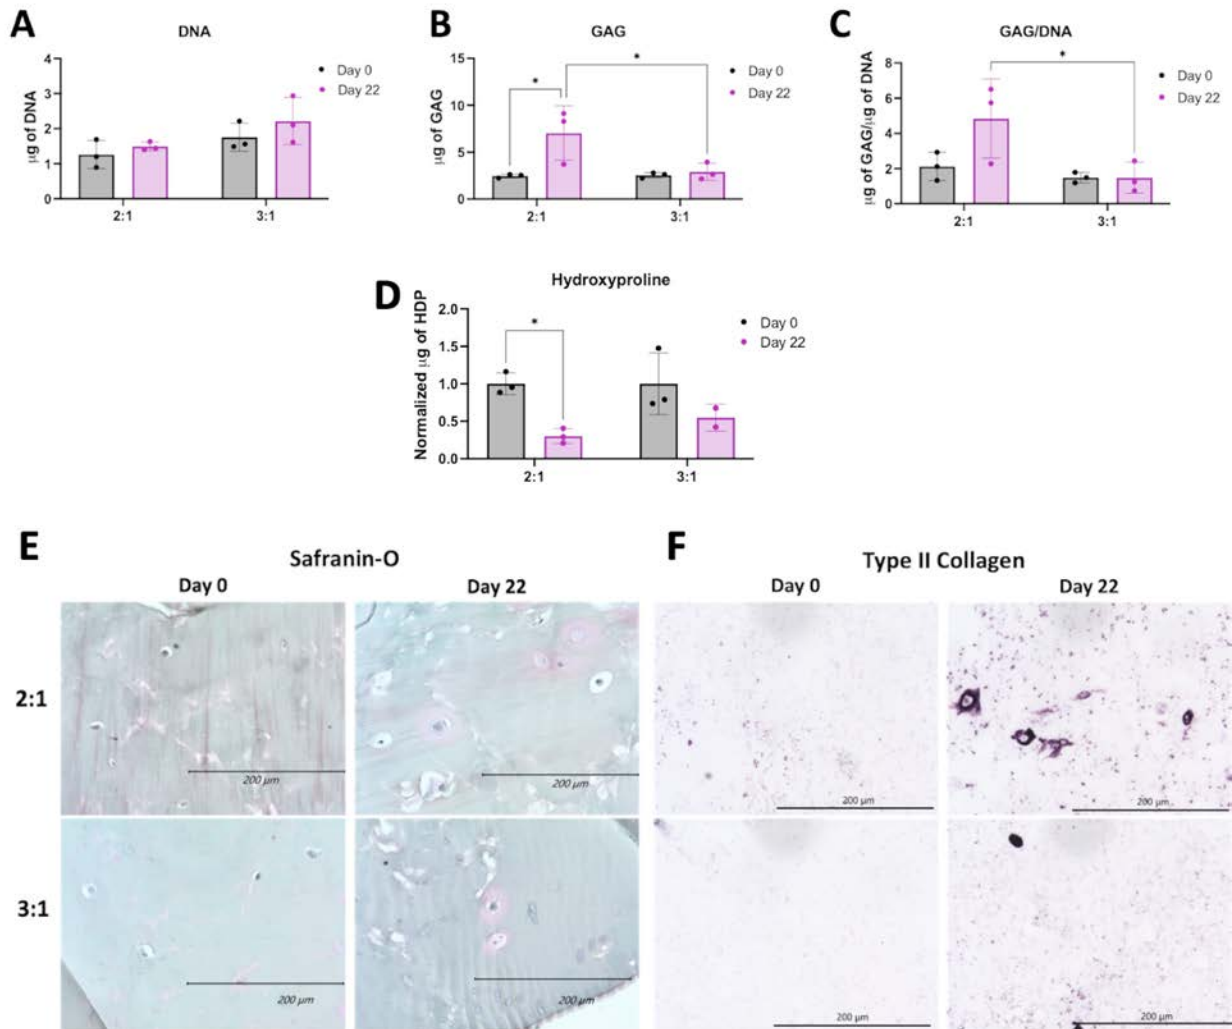 A
DNA
μg of DNA
4
3
2
1
0
2:1
3:1
Day 0
Day 22
B
GAG
μg of GAG
15
10
5
0
*
*
2:1
3:1
Day 0
Day 22
C
GAG/DNA
μg of GAG/μg of DNA
8
6
4
2
0
*
2:1
3:1
Day 0
Day 22
D
Hydroxyproline
Normalized μg of HDP
2.0
1.5
1.0
0.5
0.0
*
2:1
3:1
Day 0
Day 22
E
Safranin-O
Day 0
Day 22
2:1
200 μm
200 μm
3:1
200 μm
200 μm
F
Type II Collagen
Day 0
Day 22
200 μm
200 μm
200 μm
200 μm